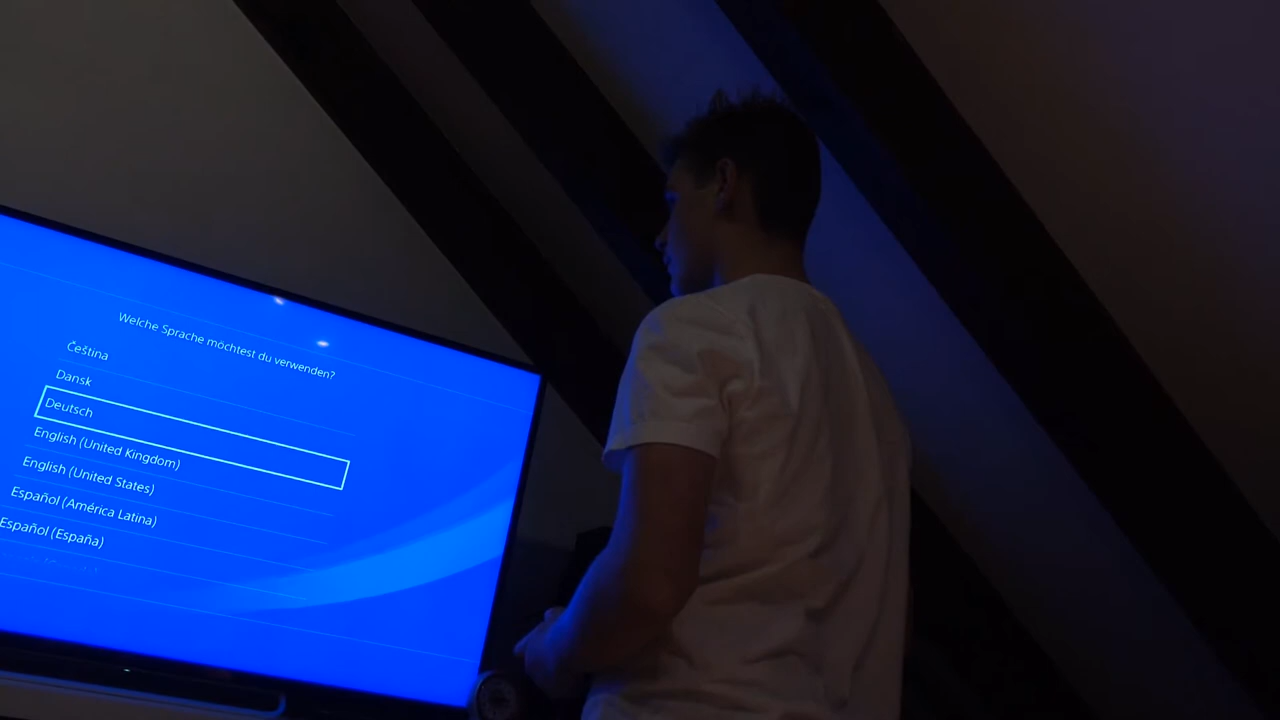 Welche Sprache möchtest du verwenden?
Čeština
Dansk
Deutsch
English (United Kingdom)
English (United States)
Español (América Latina)
Español (España)